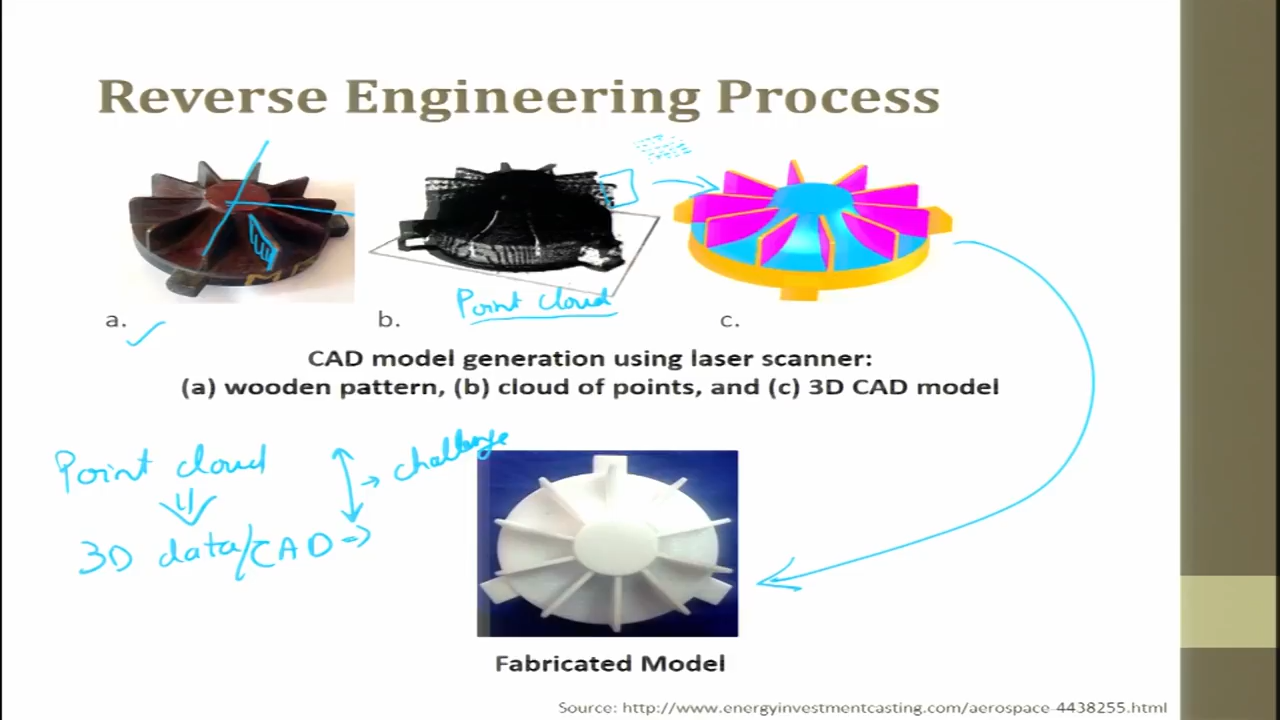 Reverse Engineering Process
a.
b.
Point cloud
c.
CAD model generation using laser scanner:
(a) wooden pattern, (b) cloud of points, and (c) 3D CAD model
Point cloud
challenge
3D data/CAD
Fabricated Model
Source: http://www.energyinvestmentcasting.com/aerospace-4438255.html